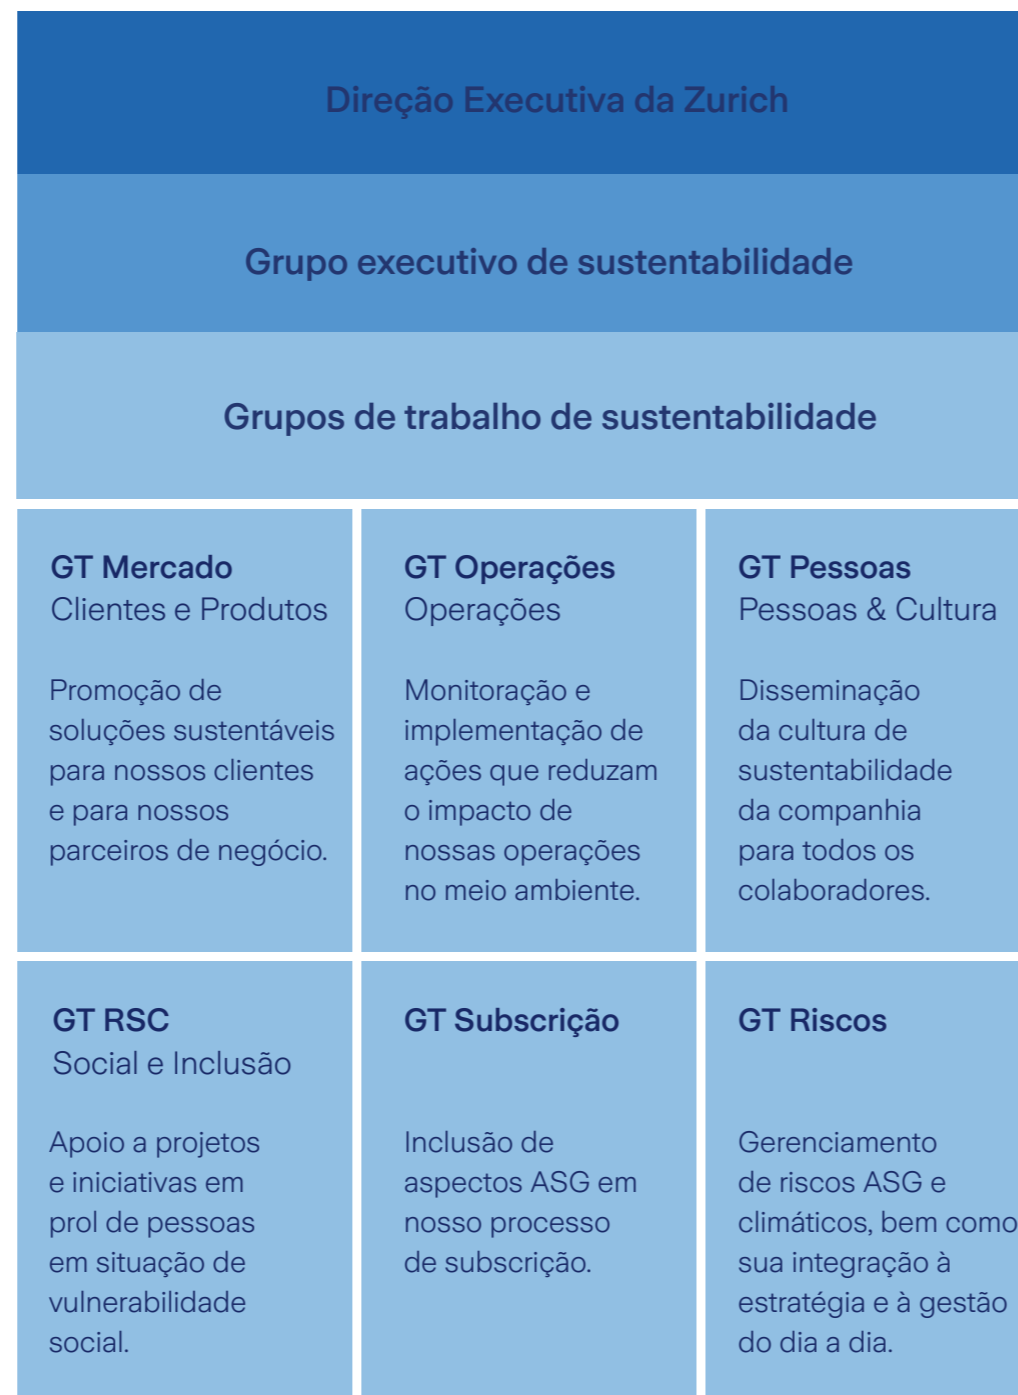 Direção Executiva da Zurich
Grupo executivo de sustentabilidade
Grupos de trabalho de sustentabilidade
GT Mercado
Clientes e Produtos
Promoção de
soluções sustentáveis
para nossos clientes
e para nossos
parceiros de negócio.
GT Operações
Operações
Monitoração e
implementação de
ações que reduzam
o impacto de
nossas operações
no meio ambiente.
GT Pessoas
Pessoas & Cultura
Disseminação
da cultura de
sustentabilidade
da companhia
para todos os
colaboradores.
GT RSC
Social e Inclusão
Apoio a projetos
e iniciativas em
prol de pessoas
em situação de
vulnerabilidade
social.
GT Subscrição
Inclusão de
aspectos ASG em
nosso processo
de subscrição.
GT Riscos
Gerenciamento
de riscos ASG e
climáticos, bem como
sua integração à
estratégia e à gestão
do dia a dia.